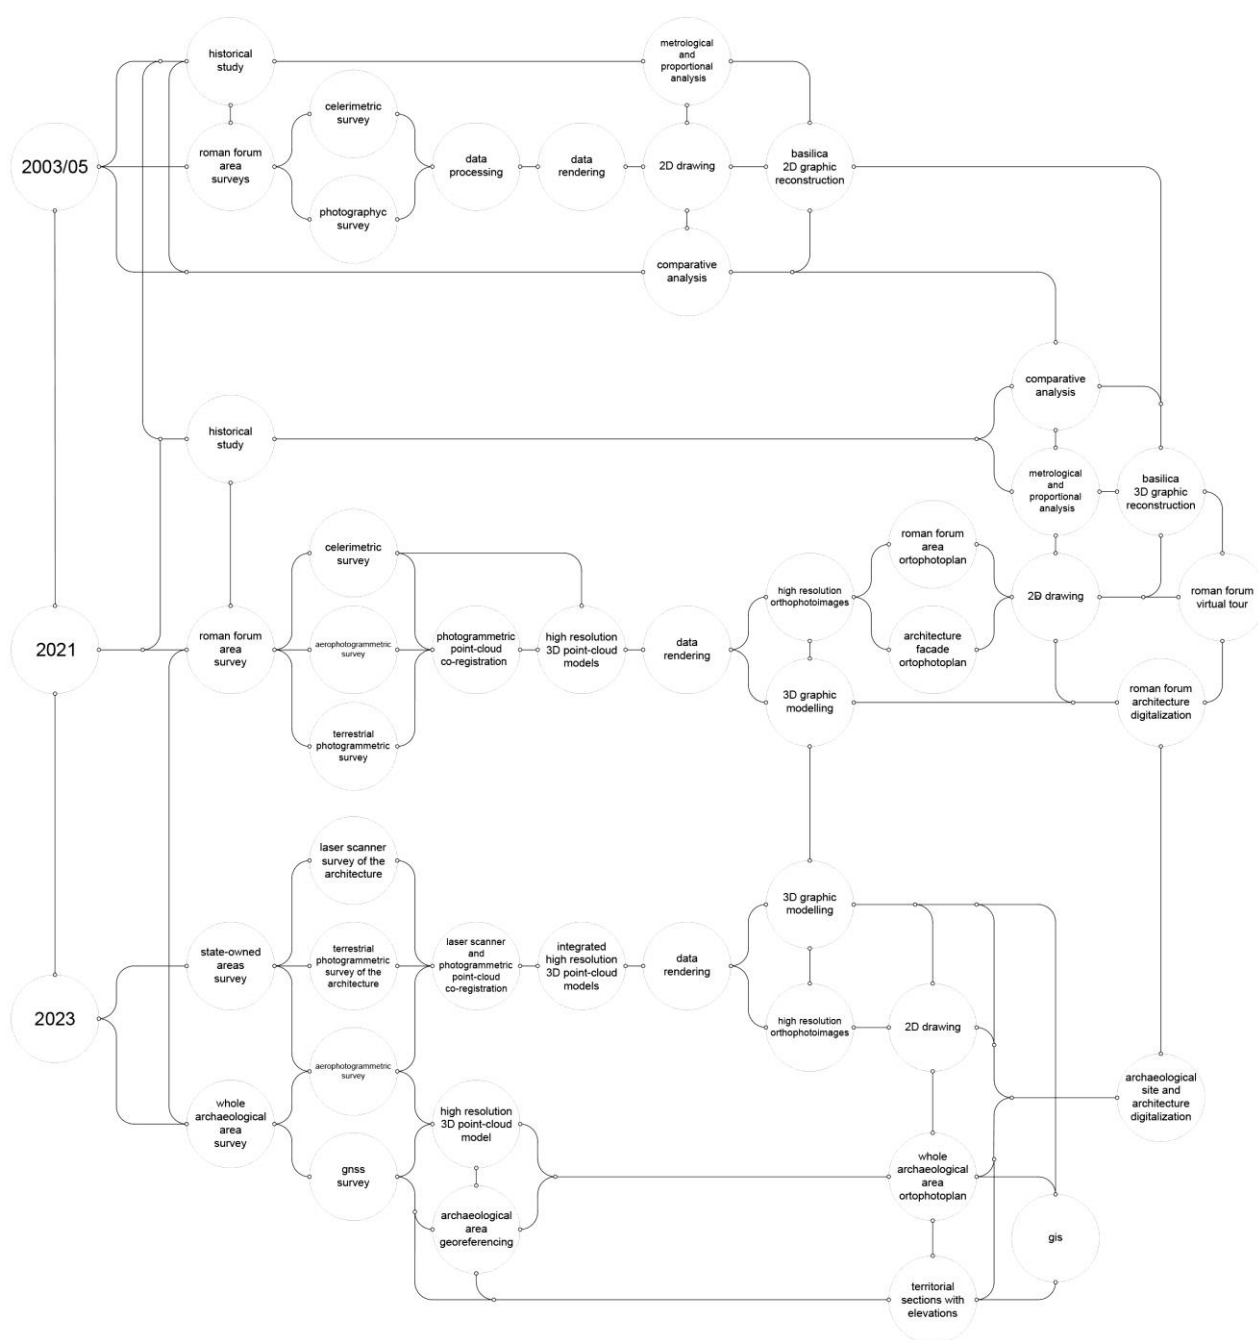 historical
study
metrological
and
proportional
analysis
celerimetric
survey
2003/05
roman forum
area
surveys
data
processing
data
rendering
2D drawing
basilica
2D graphic
reconstruction
photographyc
survey
comparative
analysis
comparative
analysis
historical
study
metrological
and
proportional
analysis
basilica
3D graphic
reconstruction
celerimetric
survey
roman forum
area
ortophotoplan
high resolution
orthophotoimages
2D drawing
roman forum
virtual tour
2021
roman forum
area
survey
aerophotogrammetric
survey
photogrammetric
point-cloud
co-registration
high resolution
3D point-cloud
models
data
rendering
architecture
facade
ortophotoplan
3D graphic
modelling
roman forum
architecture
digitalization
terrestrial
photogrammetric
survey
laser scanner
survey of the
architecture
3D graphic
modelling
state-owned
areas
survey
terrestrial
photogrammetric
survey of the
architecture
laser scanner
and
photogrammetric
point-cloud
co-registration
integrated
high resolution
3D point-cloud
models
data
rendering
2023
high resolution
orthophotoimages
2D drawing
aerophotogrammetric
survey
archaeological
site and
architecture
digitalization
whole
archaeological
area
survey
high resolution
3D point-cloud
model
gnss
survey
whole
archaeological
area
ortophotoplan
archaeological
area
georeferencing
gis
territorial
sections with
elevations